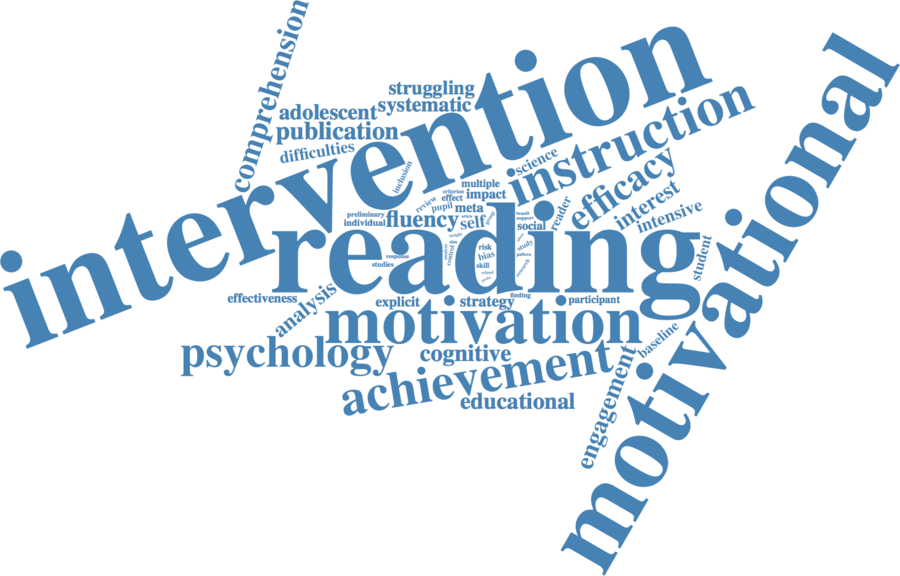 comprehension
struggling
adolescent
systematic
publication
difficulties
intervention
inclusion
science
instruction
motivational
multiple
criterion
effect
impact
review
pupil
meta
efficacy
interest
intensive
reader
preliminary
individual
fluency
self
benefit
support
social
reading
student
control
risk
bias
skill
study
pattern
research
school
response
studies
effectiveness
analysis
explicit
strategy
finding
participant
motivation
baseline
psychology
cognitive
achievement
engagement
educational